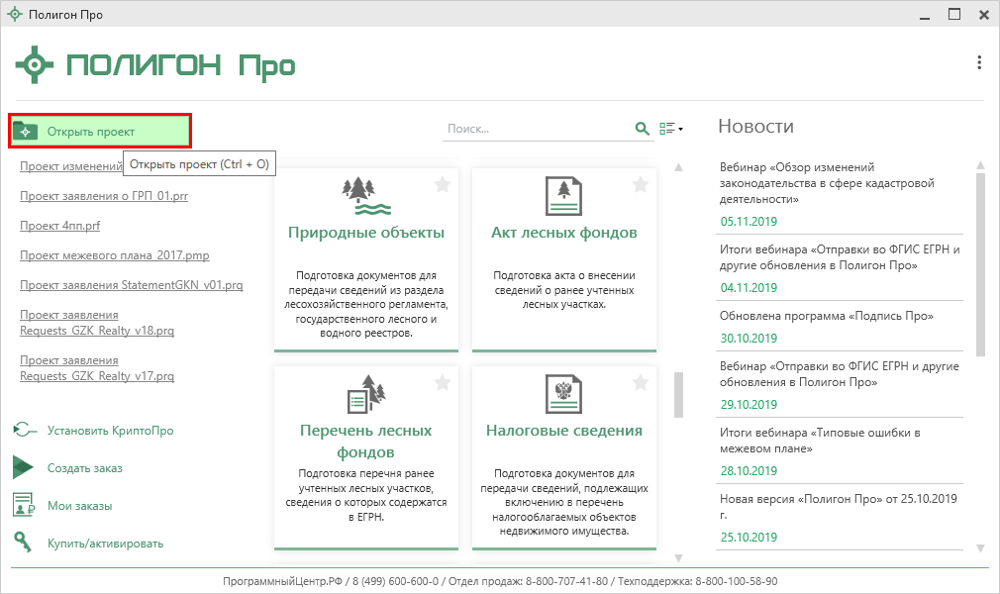 Полигон Про
ПОЛИГОН Про
Открыть проект
Открыть проект (Ctrl + O)
Проект изменений
Проект заявления о ГРП_01.prr
Проект 4пп.prf
Проект межевого плана_2017.pmp
Проект заявления StatementGKN_v01.prq
Проект заявления
Requests_GZK_Realty_v18.prq
Проект заявления
Requests_GZK_Realty_v17.prq
Установить КриптоПро
Создать заказ
Мои заказы
Купить/активировать
Поиск...
Природные объекты
Подготовка документов для
передачи сведений из раздела
лесохозяйственного регламента,
государственного лесного и
водного реестров.
Акт лесных фондов
Подготовка акта о внесении
сведений о ранее учтенных
лесных участках.
Перечень лесных
фондов
Подготовка перечня ранее
учтенных лесных участков,
сведения о которых содержатся
в ЕГРН.
Налоговые сведения
Подготовка документов для
передачи сведений, подлежащих
включению в перечень
налогооблагаемых объектов
недвижимого имущества.
Новости
Вебинар «Обзор изменений
законодательства в сфере кадастровой
деятельности»
05.11.2019
Итоги вебинара «Отправки во ФГИС ЕГРН и
другие обновления в Полигон Про»
04.11.2019
Обновлена программа «Подпись Про»
30.10.2019
Вебинар «Отправки во ФГИС ЕГРН и другие
обновления в Полигон Про»
29.10.2019
Итоги вебинара «Типовые ошибки в
межевом плане»
28.10.2019
Новая версия «Полигон Про» от 25.10.2019
г.
25.10.2019
ПрограммныйЦентр.РФ / 8 (499) 600-600-0 / Отдел продаж: 8-800-707-41-80 / Техподдержка: 8-800-100-58-90